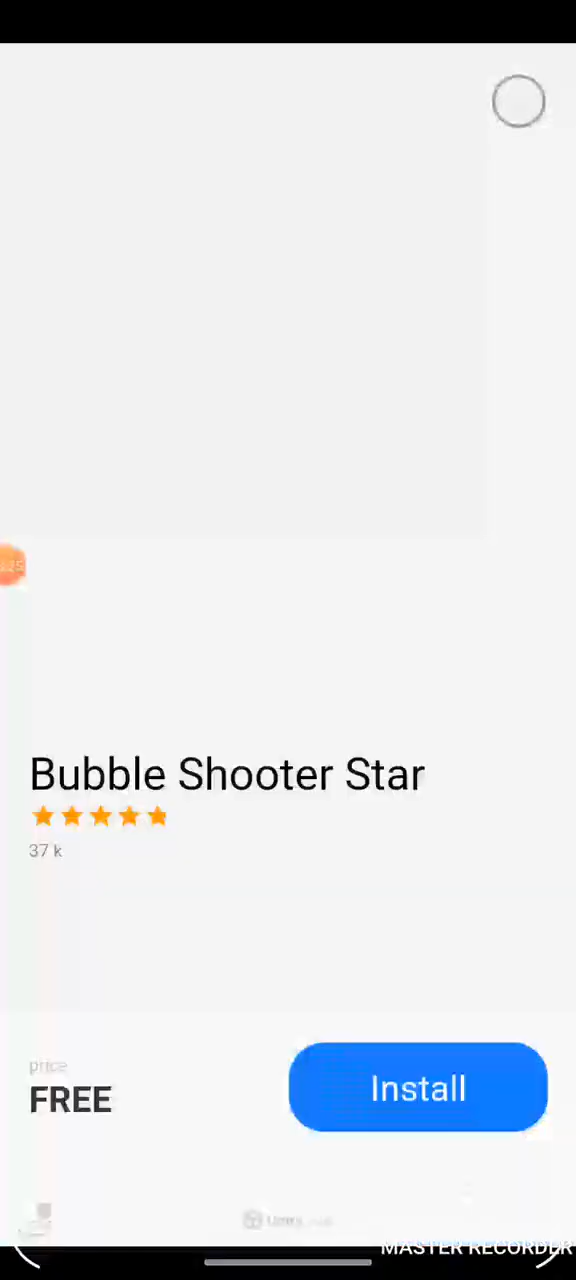 Bubble Shooter Star
37 k
price
FREE
Install
MASTER RECORDER